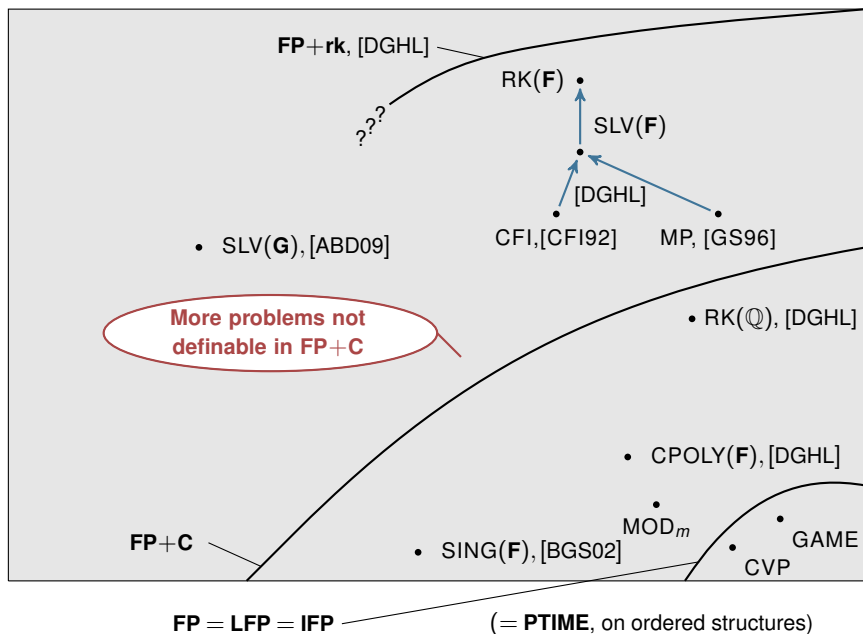 FP+rk, [DGHL]
RK(F)
???
SLV(F)
[DGHL]
CFI,[CFI92]
MP, [GS96]
SLV(G), [ABD09]
More problems not
definable in FP+C
RK(ℚ), [DGHL]
CPOLY(F), [DGHL]
MODₘ
GAME
FP+C
SING(F), [BGS02]
CVP
FP = LFP = IFP
(= PTIME, on ordered structures)